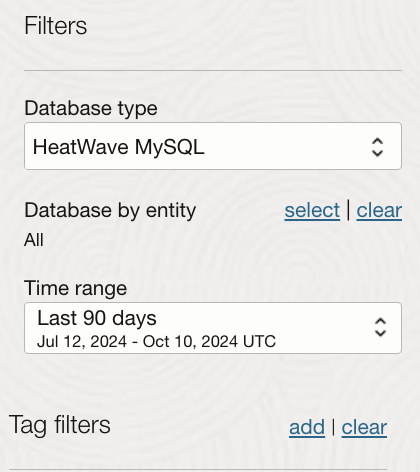 Filters
Database type
HeatWave MySQL
Database by entity select | clear
All
Time range
Last 90 days
Jul 12, 2024 - Oct 10, 2024 UTC
Tag filters add | clear